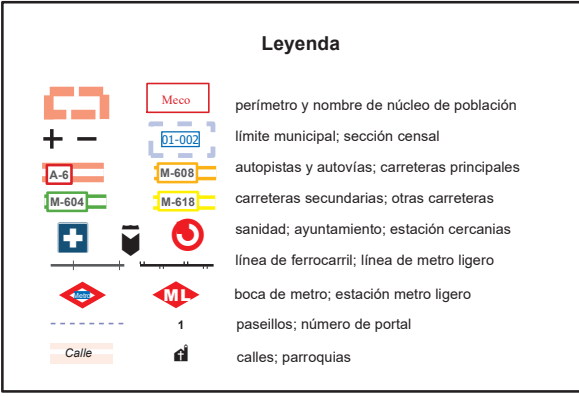 Leyenda
Meco perímetro y nombre de núcleo de población
01-002 límite municipal; sección censal
A-6 M-608 autopistas y autovías; carreteras principales
M-604 M-618 carreteras secundarias; otras carreteras
sanidad; ayuntamiento; estación cercanias
línea de ferrocarril; línea de metro ligero
Metro ML boca de metro; estación metro ligero
1 paseillos; número de portal
Calle calles; parroquias